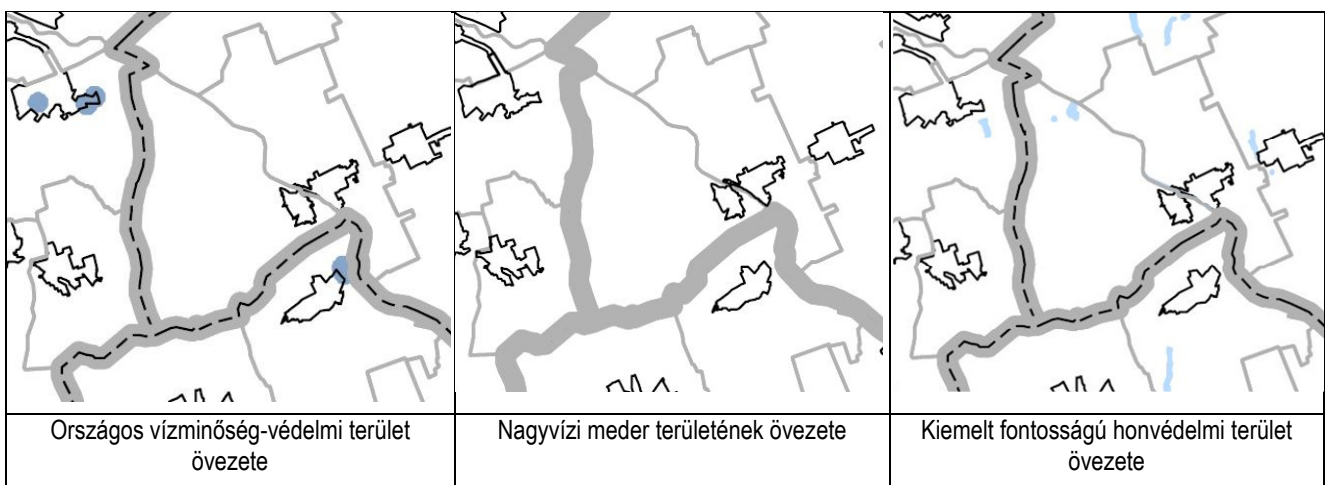 Országos vízminőség-védelmi terület
övezete
Nagyvízi meder területének övezete
Kiemelt fontosságú honvédelmi terület
övezete